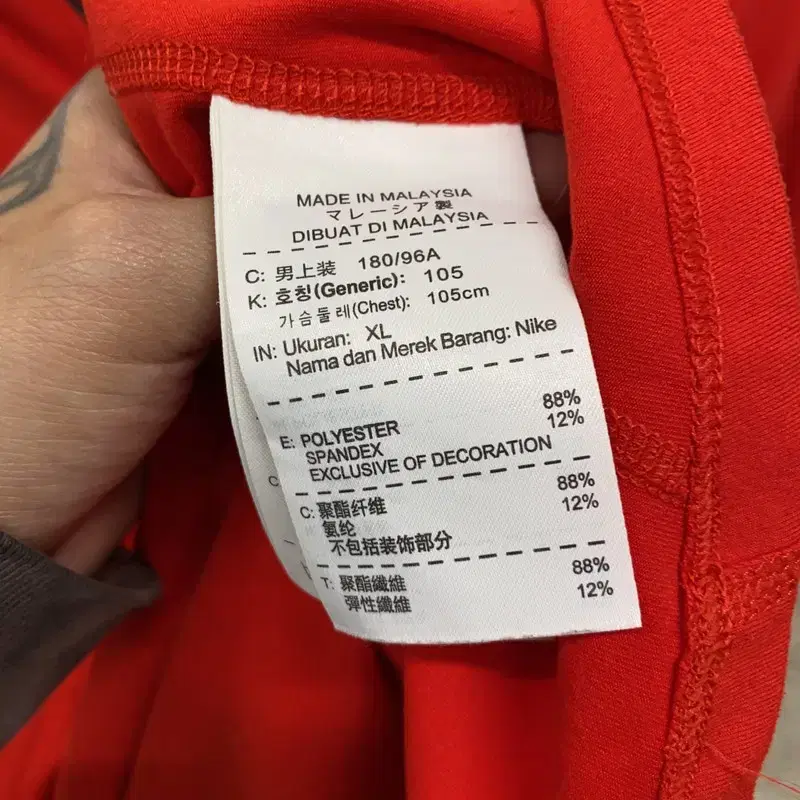 MADE IN MALAYSIA
マレーシア製
DIBUAT DI MALAYSIA
C: 男上装 180/96A
K: 호칭(Generic): 105
가슴둘레(Chest): 105cm
IN: Ukuran: XL
Nama dan Merek Barang: Nike
88%
E: POLYESTER 12%
SPANDEX
EXCLUSIVE OF DECORATION
88%
C: 聚酯纤维 12%
氨纶
不包括装饰部分
88%
T: 聚酯纖維 12%
彈性纖維